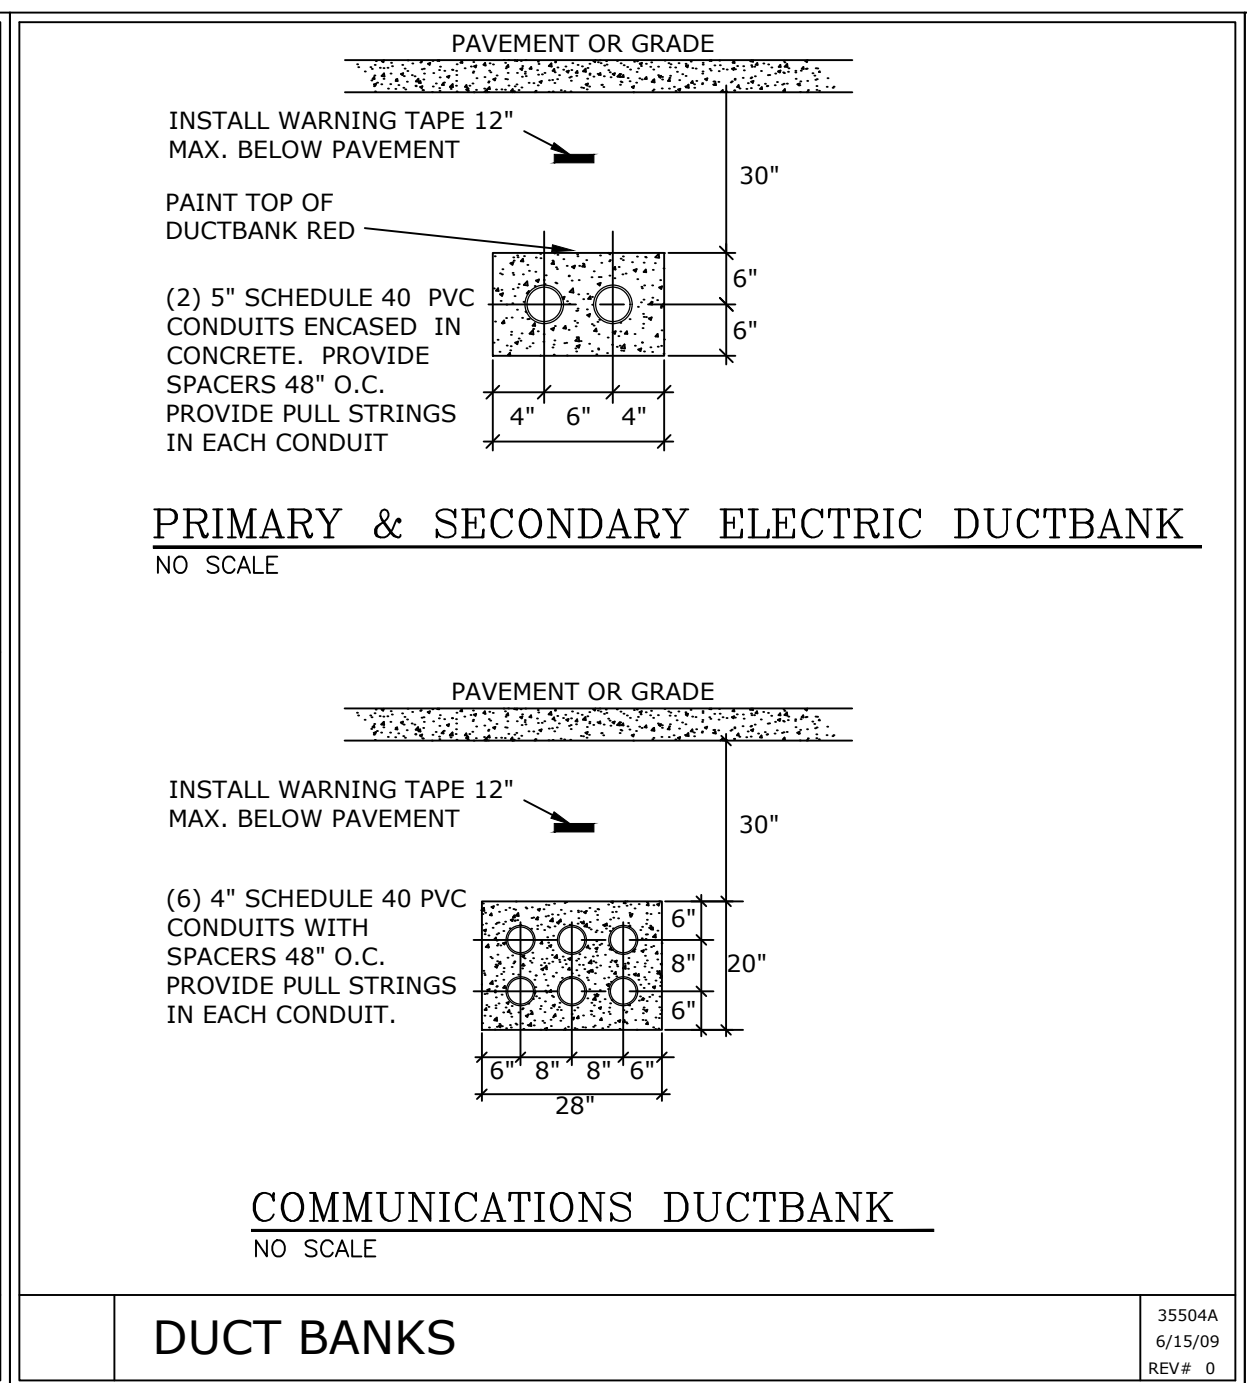 PAVEMENT OR GRADE
INSTALL WARNING TAPE 12"
MAX. BELOW PAVEMENT
30"
PAINT TOP OF
DUCTBANK RED
6"
(2) 5" SCHEDULE 40 PVC
CONDUITS ENCASED IN
CONCRETE. PROVIDE
SPACERS 48" O.C.
PROVIDE PULL STRINGS
IN EACH CONDUIT
6"
4" 6" 4"
PRIMARY & SECONDARY ELECTRIC DUCTBANK
NO SCALE
PAVEMENT OR GRADE
INSTALL WARNING TAPE 12"
MAX. BELOW PAVEMENT
30"
(6) 4" SCHEDULE 40 PVC
CONDUITS WITH
SPACERS 48" O.C.
PROVIDE PULL STRINGS
IN EACH CONDUIT.
6"
8" 20"
6"
6" 8" 8" 6"
28"
COMMUNICATIONS DUCTBANK
NO SCALE
DUCT BANKS
35504A
6/15/09
REV# 0